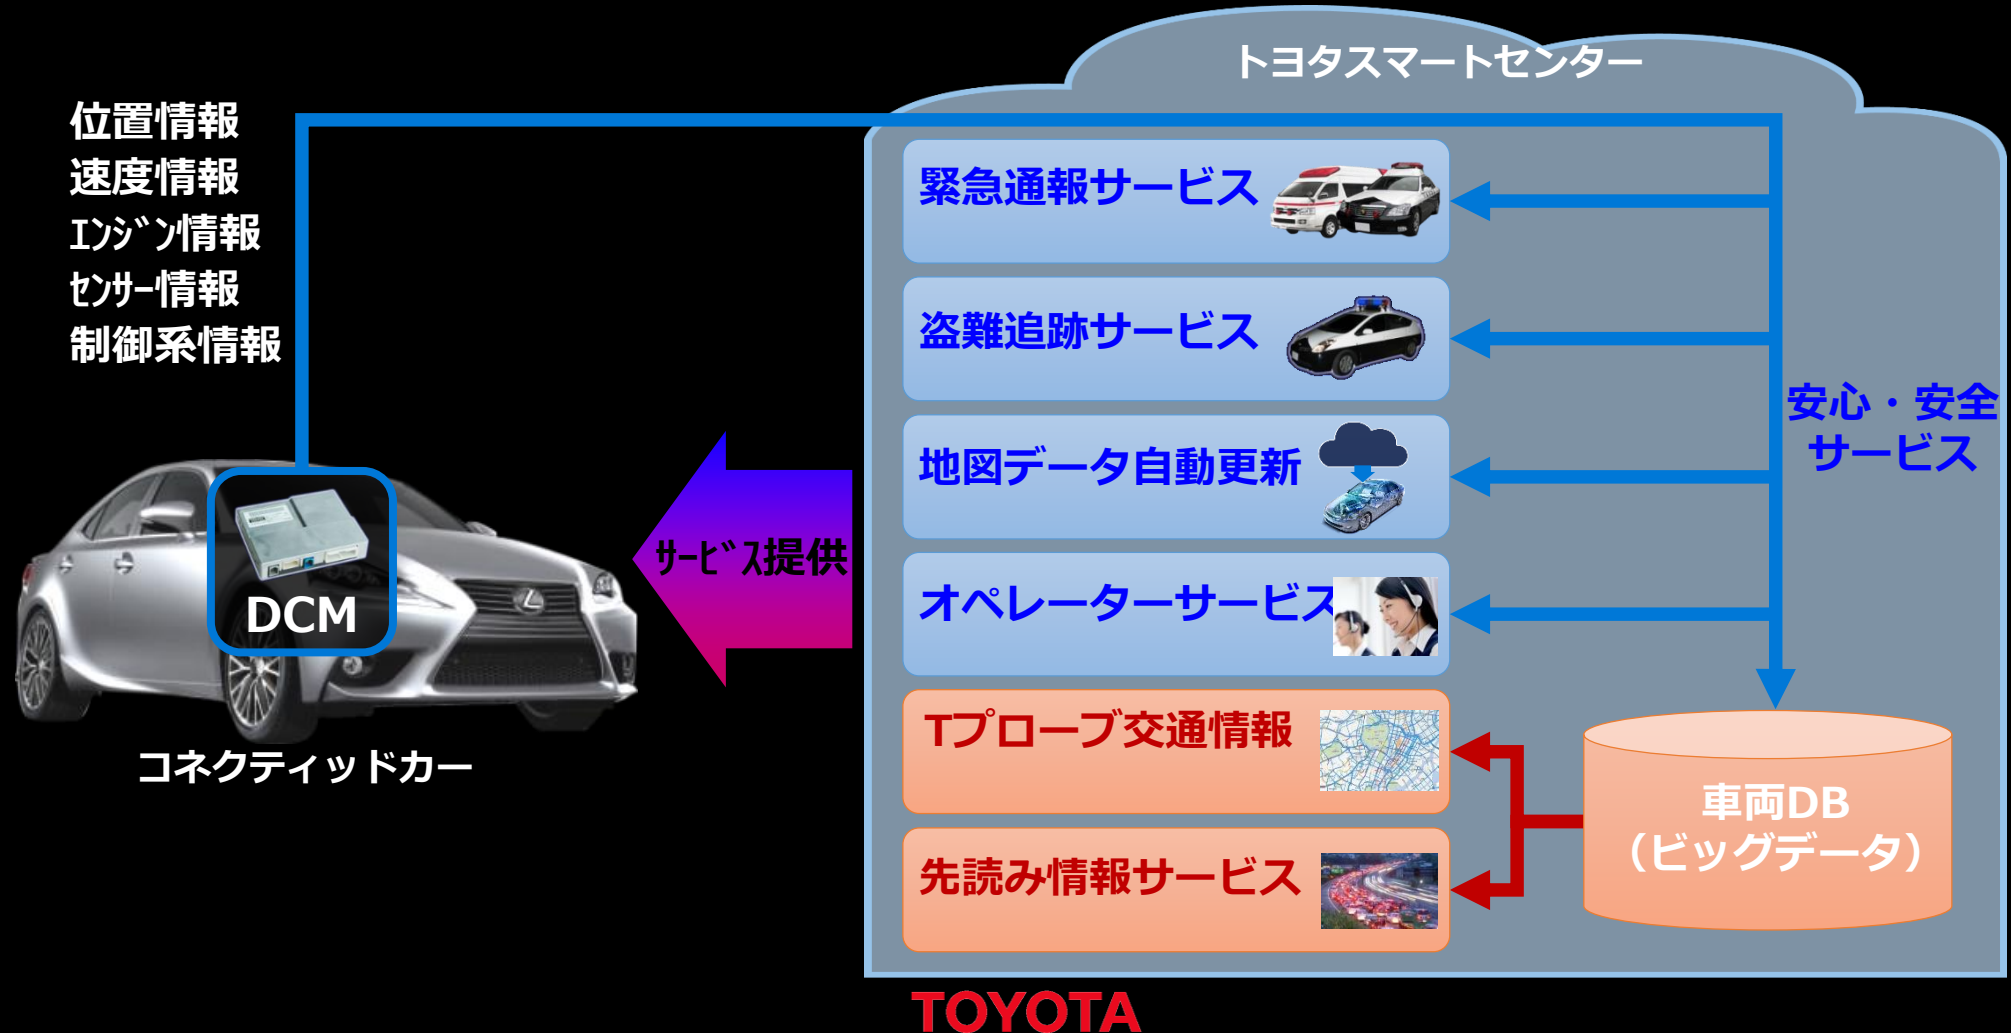 トヨタスマートセンター
位置情報
速度情報
ｴﾝｼﾞﾝ情報
ｾﾝｻｰ情報
制御系情報
緊急通報サービス
盗難追跡サービス
地図データ自動更新
オペレーターサービス
Tプローブ交通情報
先読み情報サービス
安心・安全
サービス
ｻｰﾋﾞｽ提供
DCM
コネクティッドカー
車両DB
（ビッグデータ）
TOYOTA